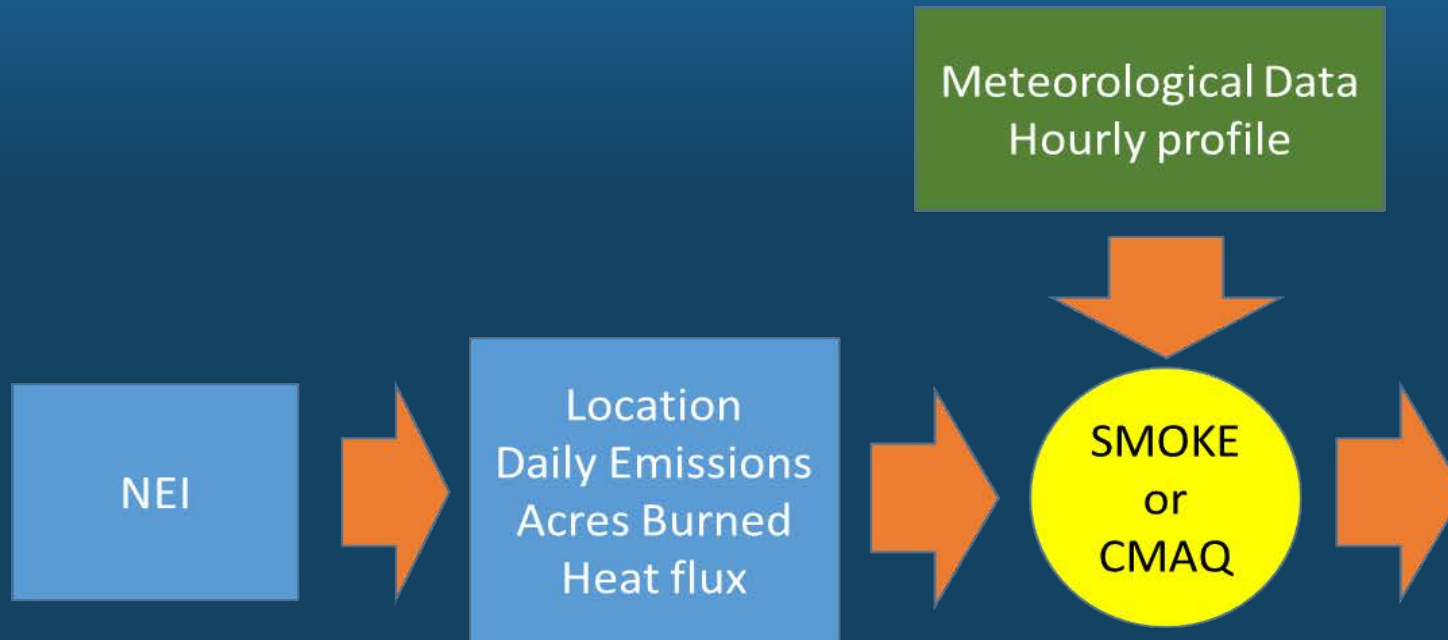 Meteorological Data
Hourly profile
NEI
Location
Daily Emissions
Acres Burned
Heat flux
SMOKE
or
CMAQ